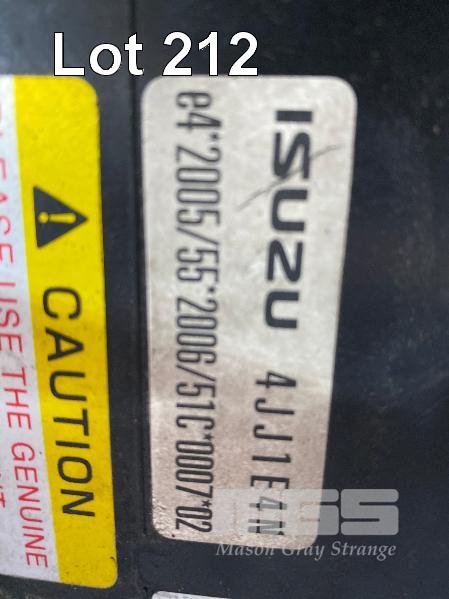 Lot 212
ISUZU 4JJ1E4N
e4*2005/55*2006/51C*0007*02
CAUTION
USE THE GENUINE
MGS
Mason Gray Strange